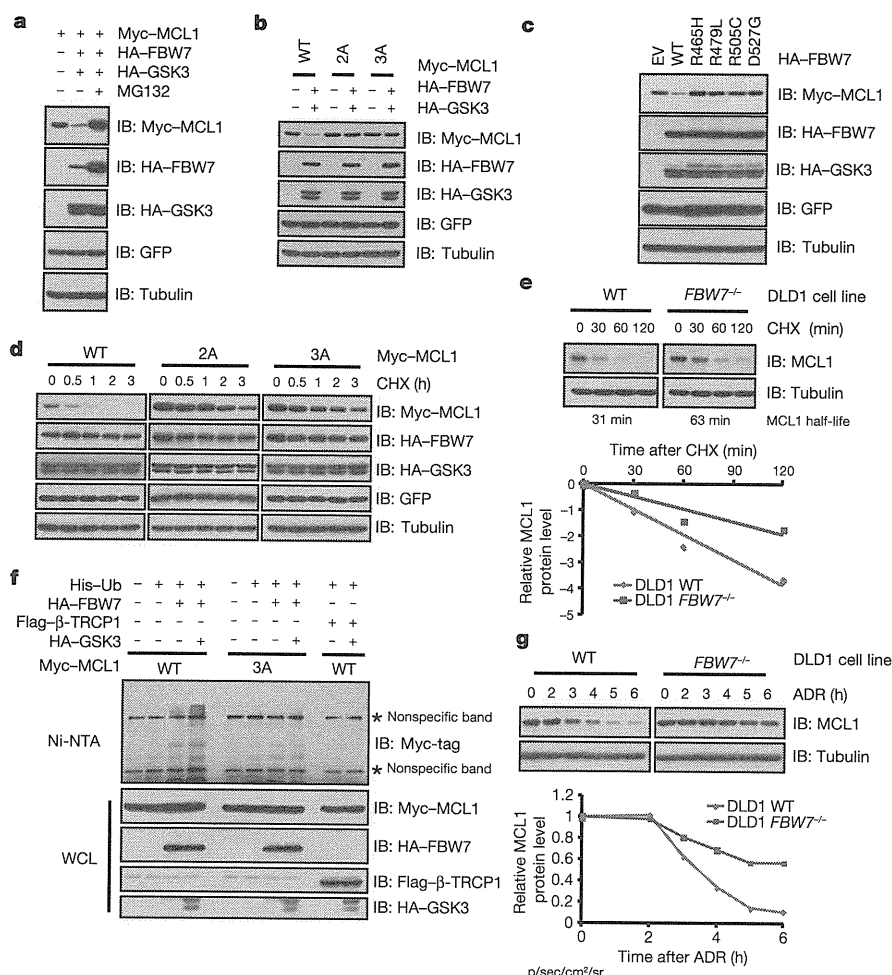 a
+ + + Myc–MCL1
– + + HA–FBW7
– + + HA–GSK3
– – + MG132
IB: Myc–MCL1
IB: HA–FBW7
IB: HA–GSK3
IB: GFP
IB: Tubulin
b
WT 2A 3A Myc–MCL1
– + – + – + HA–FBW7
– + – + – + HA–GSK3
IB: Myc–MCL1
IB: HA–FBW7
IB: HA–GSK3
IB: GFP
IB: Tubulin
c
EV WT R465H R479L R505C D527G HA–FBW7
IB: Myc–MCL1
IB: HA–FBW7
IB: HA–GSK3
IB: GFP
IB: Tubulin
d
WT 2A 3A Myc–MCL1
0 0.5 1 2 3 0 0.5 1 2 3 0 0.5 1 2 3 CHX (h)
IB: Myc–MCL1
IB: HA–FBW7
IB: HA–GSK3
IB: GFP
IB: Tubulin
e
WT FBW7–/– DLD1 cell line
0 30 60 120 0 30 60 120 CHX (min)
IB: MCL1
IB: Tubulin
31 min 63 min MCL1 half-life
Time after CHX (min)
0 30 60 90 120
0
–1
–2
–3
–4
–5
Relative MCL1
protein level
DLD1 WT
DLD1 FBW7–/–
f
His–Ub – + + + – + + + + +
HA–FBW7 – – + + – – + + – –
Flag–β-TRCP1 – – – – – – – – + +
HA–GSK3 – – – + – – – + – +
Myc–MCL1 WT 3A WT
Ni-NTA
* Nonspecific band
IB: Myc-tag
* Nonspecific band
WCL
IB: Myc–MCL1
IB: HA–FBW7
IB: Flag–β-TRCP1
IB: HA–GSK3
g
WT FBW7–/– DLD1 cell line
0 2 3 4 5 6 0 2 3 4 5 6 ADR (h)
IB: MCL1
IB: Tubulin
1.2
1
0.8
0.6
0.4
0.2
0
Relative MCL1
protein level
DLD1 WT
DLD1 FBW7–/–
0 2 4 6
Time after ADR (h)
p/sec/cm²/sr